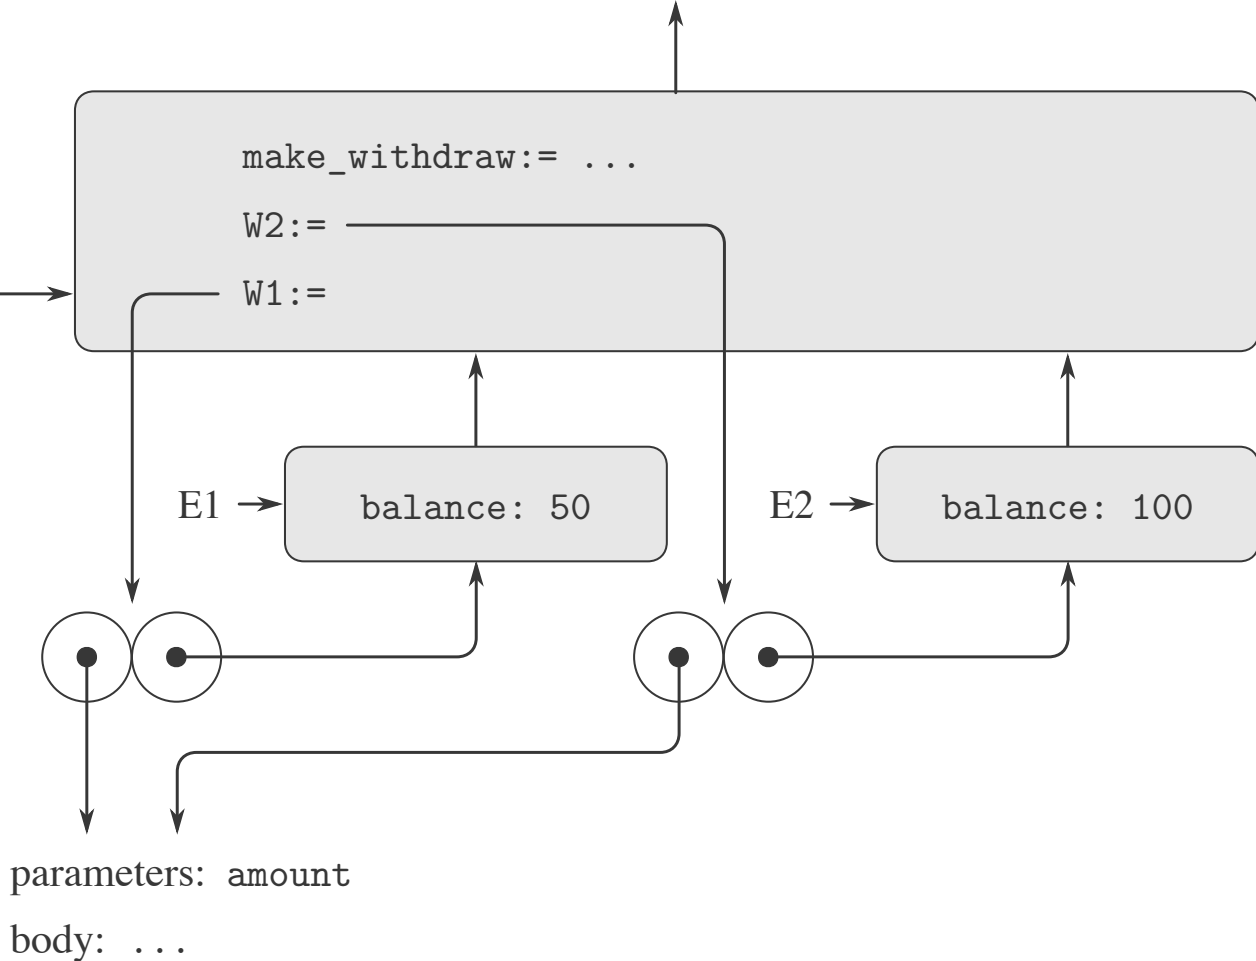 make_withdraw:= ...
W2:=
W1:=
E1 balance: 50
E2 balance: 100
parameters: amount
body: ...